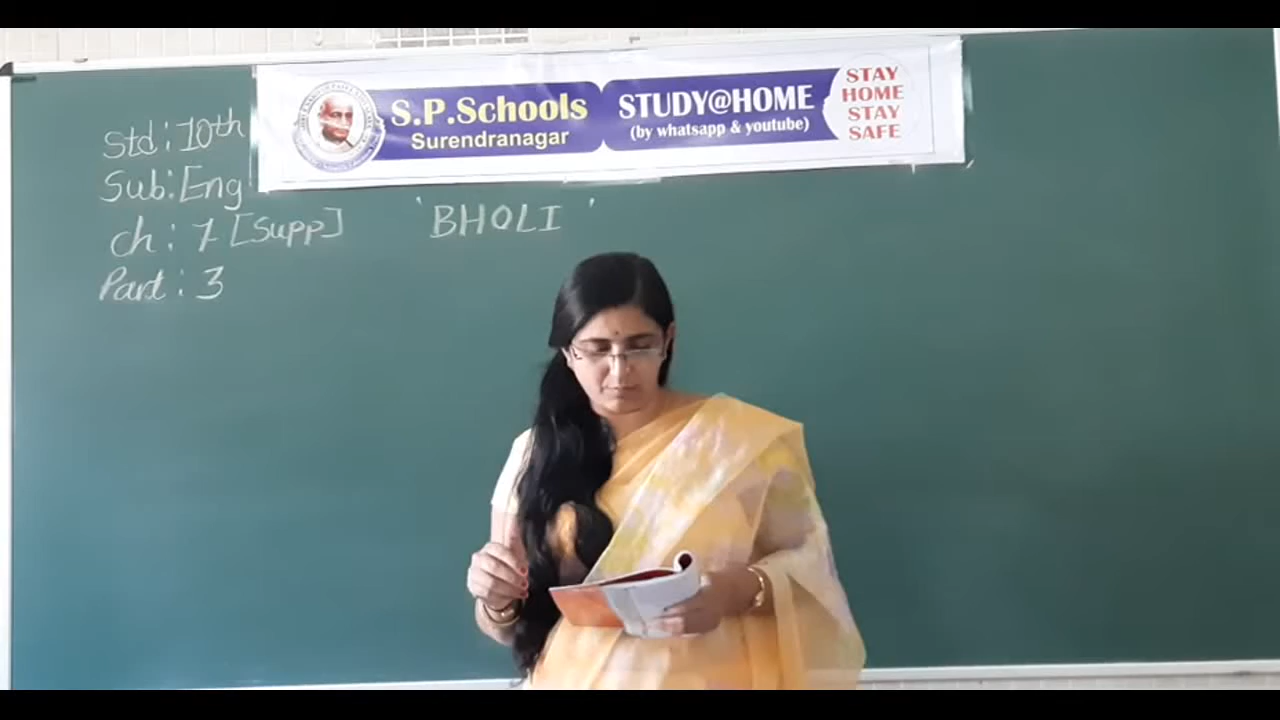 S.P.Schools
Surendranagar
STUDY@HOME
(by whatsapp & youtube)
STAY
HOME
STAY
SAFE
Std: 10th
Sub: Eng
ch: 7 [Supp]
'BHOLI'
Part: 3